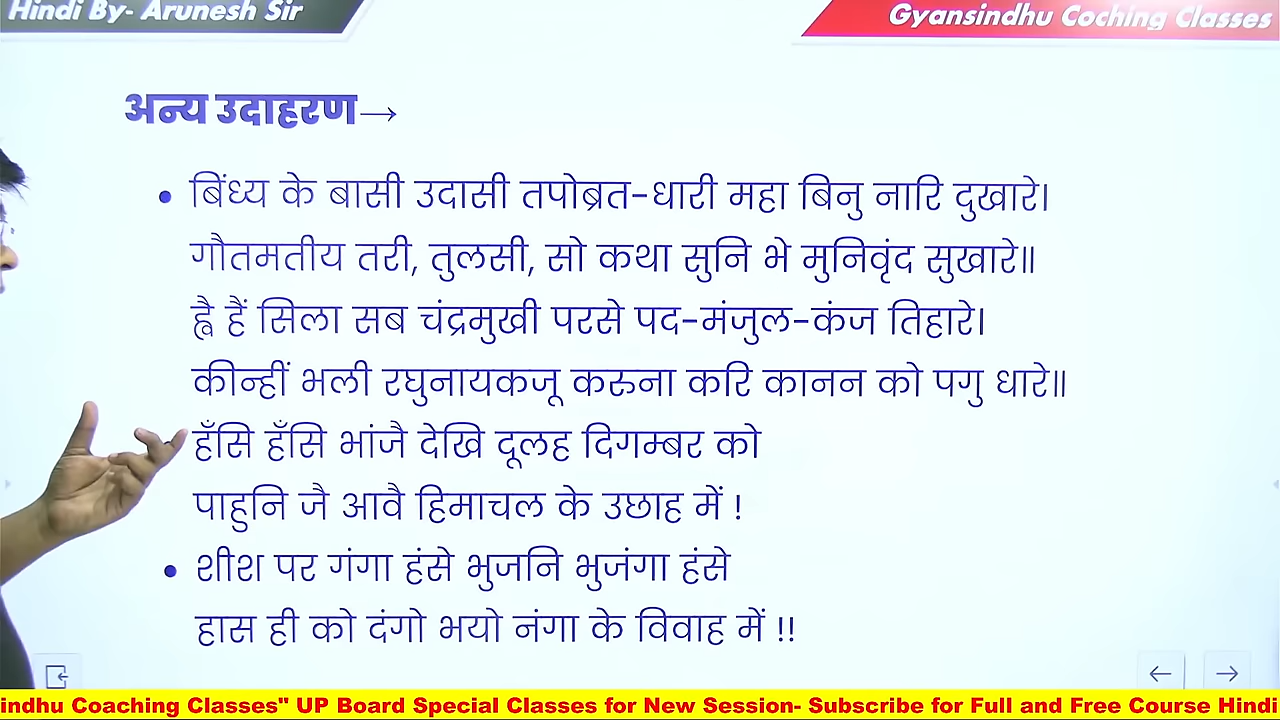 Hindi By- Arunesh Sir
Gyansindhu Coching Classes
अन्य उदाहरण→
• बिंध्य के बासी उदासी तपोब्रत-धारी महा बिनु नारि दुखारे।
गौतमतीय तरी, तुलसी, सो कथा सुनि भे मुनिवृंद सुखारे॥
ह्वै हैं सिला सब चंद्रमुखी परसे पद-मंजुल-कंज तिहारे।
कीन्हीं भली रघुनायकजू करुना करि कानन को पगु धारे॥
हँसि हँसि भांजै देखि दूलह दिगम्बर को
पाहुनि जै आवै हिमाचल के उछाह में !
• शीश पर गंगा हंसे भुजनि भुजंगा हंसे
हास ही को दंगो भयो नंगा के विवाह में !!
indhu Coaching Classes" UP Board Special Classes for New Session- Subscribe for Full and Free Course Hindi